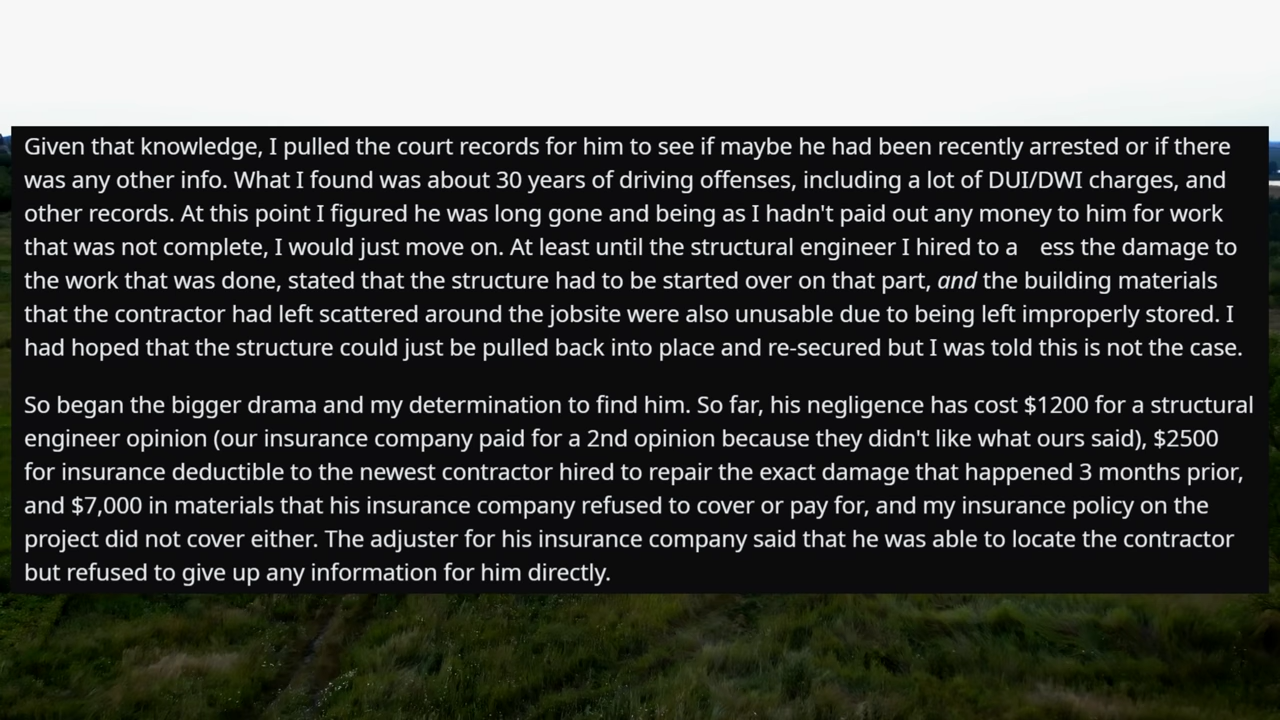 Given that knowledge, I pulled the court records for him to see if maybe he had been recently arrested or if there
was any other info. What I found was about 30 years of driving offenses, including a lot of DUI/DWI charges, and
other records. At this point I figured he was long gone and being as I hadn't paid out any money to him for work
that was not complete, I would just move on. At least until the structural engineer I hired to a    ess the damage to
the work that was done, stated that the structure had to be started over on that part, and the building materials
that the contractor had left scattered around the jobsite were also unusable due to being left improperly stored. I
had hoped that the structure could just be pulled back into place and re-secured but I was told this is not the case.
So began the bigger drama and my determination to find him. So far, his negligence has cost $1200 for a structural
engineer opinion (our insurance company paid for a 2nd opinion because they didn't like what ours said), $2500
for insurance deductible to the newest contractor hired to repair the exact damage that happened 3 months prior,
and $7,000 in materials that his insurance company refused to cover or pay for, and my insurance policy on the
project did not cover either. The adjuster for his insurance company said that he was able to locate the contractor
but refused to give up any information for him directly.